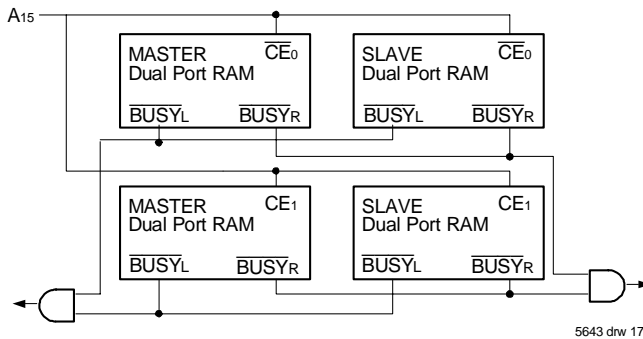 A15
MASTER
Dual Port RAM
CE0
BUSYL
BUSYR
SLAVE
Dual Port RAM
CE0
BUSYL
BUSYR
MASTER
Dual Port RAM
CE1
BUSYL
BUSYR
SLAVE
Dual Port RAM
CE1
BUSYL
BUSYR
5643 drw 17